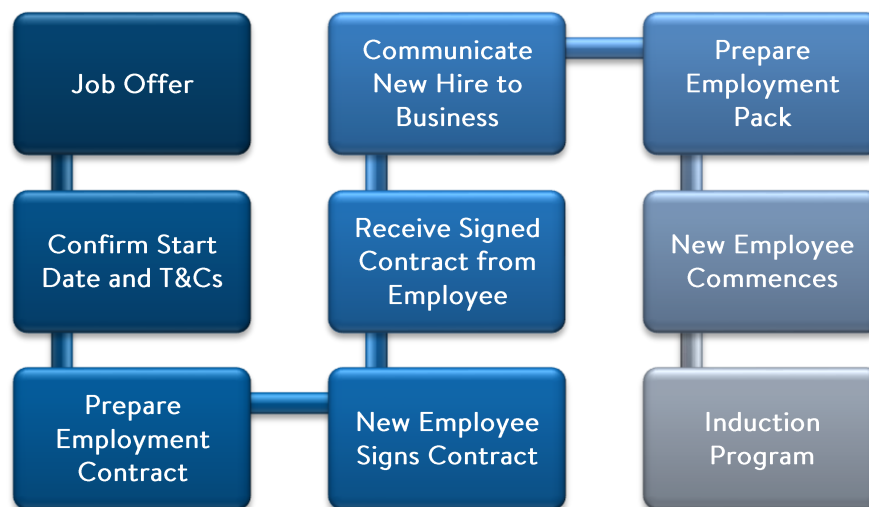 Job Offer
Confirm Start
Date and T&Cs
Prepare
Employment
Contract
New Employee
Signs Contract
Receive Signed
Contract from
Employee
Communicate
New Hire to
Business
Prepare
Employment
Pack
New Employee
Commences
Induction
Program